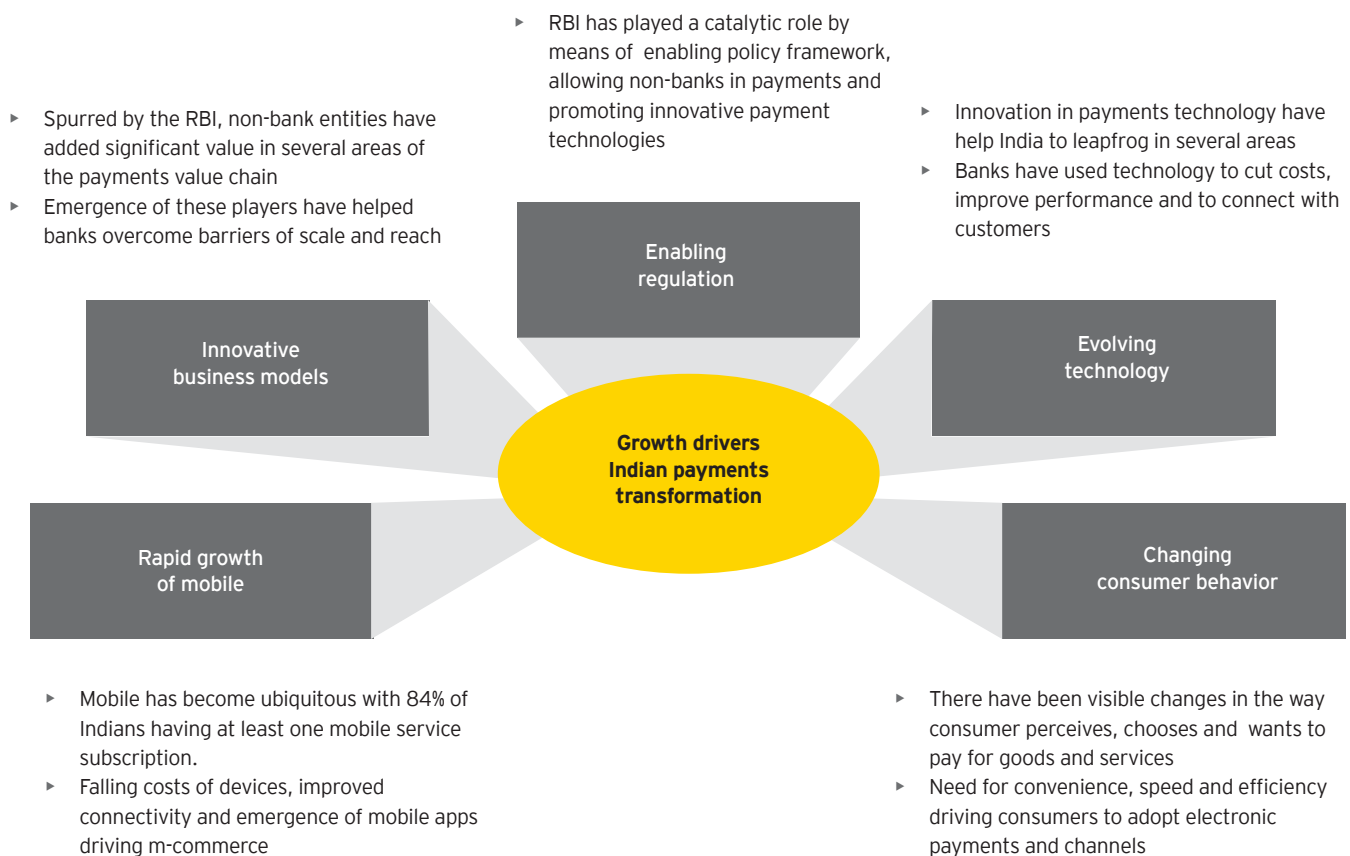 ▸ RBI has played a catalytic role by
means of enabling policy framework,
allowing non-banks in payments and
promoting innovative payment
technologies
▸ Spurred by the RBI, non-bank entities have
added significant value in several areas of
the payments value chain
▸ Emergence of these players have helped
banks overcome barriers of scale and reach
▸ Innovation in payments technology have
help India to leapfrog in several areas
▸ Banks have used technology to cut costs,
improve performance and to connect with
customers
Enabling
regulation
Innovative
business models
Evolving
technology
Growth drivers
Indian payments
transformation
Rapid growth
of mobile
Changing
consumer behavior
▸ Mobile has become ubiquitous with 84% of
Indians having at least one mobile service
subscription.
▸ Falling costs of devices, improved
connectivity and emergence of mobile apps
driving m-commerce
▸ There have been visible changes in the way
consumer perceives, chooses and wants to
pay for goods and services
▸ Need for convenience, speed and efficiency
driving consumers to adopt electronic
payments and channels